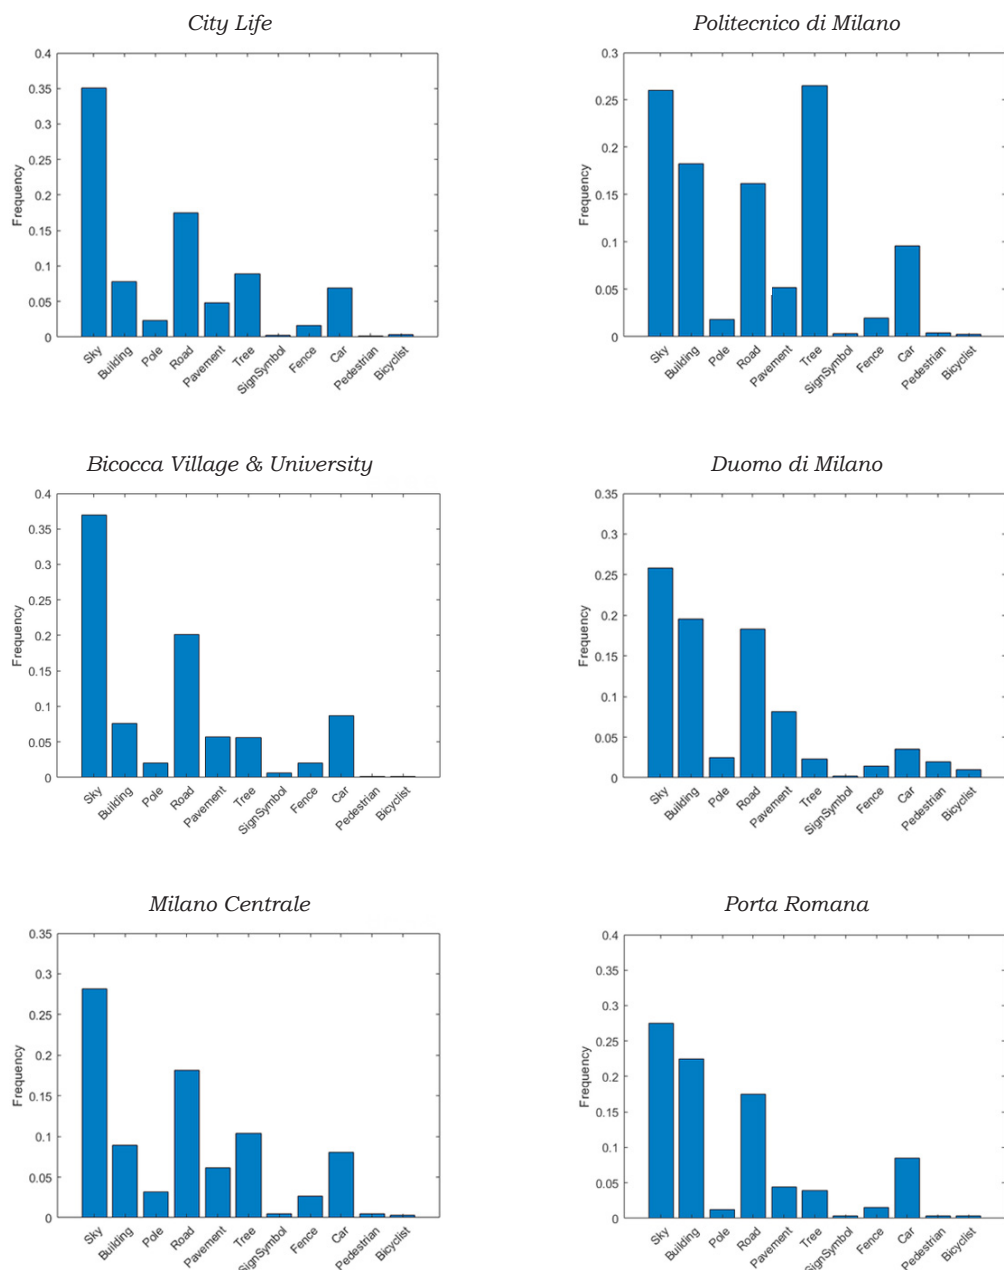 City Life
0.4
0.35
0.3
0.25
0.2
0.15
0.1
0.05
0
Frequency
Sky
Building
Pole
Road
Pavement
Tree
SignSymbol
Fence
Car
Pedestrian
Bicyclist
Politecnico di Milano
0.3
0.25
0.2
0.15
0.1
0.05
0
Frequency
Sky
Building
Pole
Road
Pavement
Tree
SignSymbol
Fence
Car
Pedestrian
Bicyclist
Bicocca Village & University
0.4
0.35
0.3
0.25
0.2
0.15
0.1
0.05
0
Frequency
Sky
Building
Pole
Road
Pavement
Tree
SignSymbol
Fence
Car
Pedestrian
Bicyclist
Duomo di Milano
0.35
0.3
0.25
0.2
0.15
0.1
0.05
0
Frequency
Sky
Building
Pole
Road
Pavement
Tree
SignSymbol
Fence
Car
Pedestrian
Bicyclist
Milano Centrale
0.35
0.3
0.25
0.2
0.15
0.1
0.05
0
Frequency
Sky
Building
Pole
Road
Pavement
Tree
SignSymbol
Fence
Car
Pedestrian
Bicyclist
Porta Romana
0.4
0.35
0.3
0.25
0.2
0.15
0.1
0.05
0
Frequency
Sky
Building
Pole
Road
Pavement
Tree
SignSymbol
Fence
Car
Pedestrian
Bicyclist